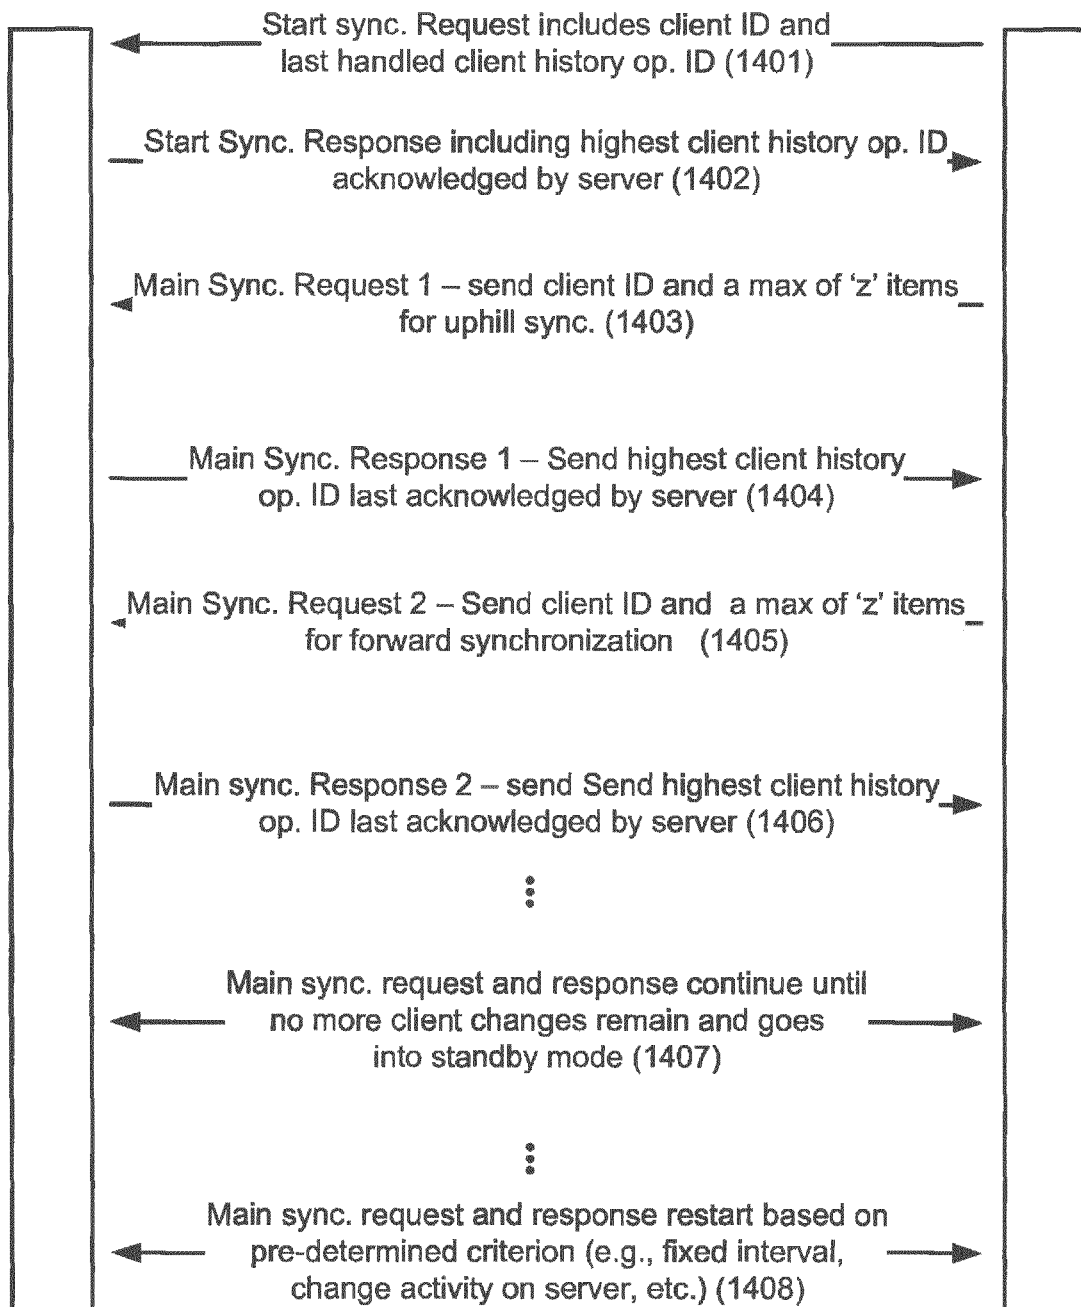 Start sync. Request includes client ID and
last handled client history op. ID (1401)
Start Sync. Response including highest client history op. ID
acknowledged by server (1402)
Main Sync. Request 1 – send client ID and a max of ‘z’ items
for uphill sync. (1403)
Main Sync. Response 1 – Send highest client history
op. ID last acknowledged by server (1404)
Main Sync. Request 2 – Send client ID and a max of ‘z’ items
for forward synchronization (1405)
Main sync. Response 2 – send Send highest client history
op. ID last acknowledged by server (1406)
Main sync. request and response continue until
no more client changes remain and goes
into standby mode (1407)
Main sync. request and response restart based on
pre-determined criterion (e.g., fixed interval,
change activity on server, etc.) (1408)